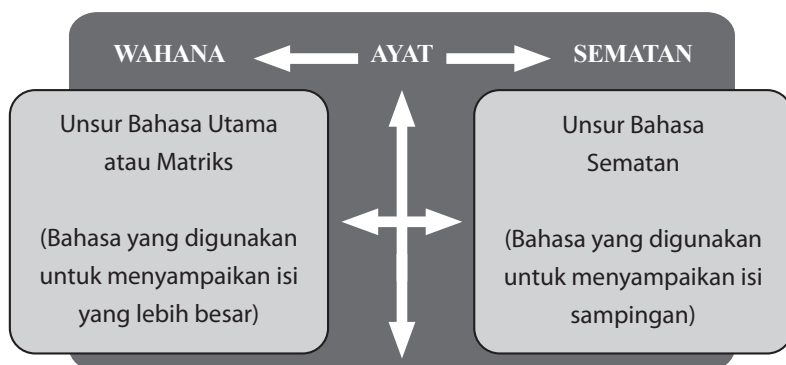 WAHANA AYAT SEMATAN
Unsur Bahasa Utama
atau Matriks
(Bahasa yang digunakan
untuk menyampaikan isi
yang lebih besar)
Unsur Bahasa
Sematan
(Bahasa yang digunakan
untuk menyampaikan isi
sampingan)